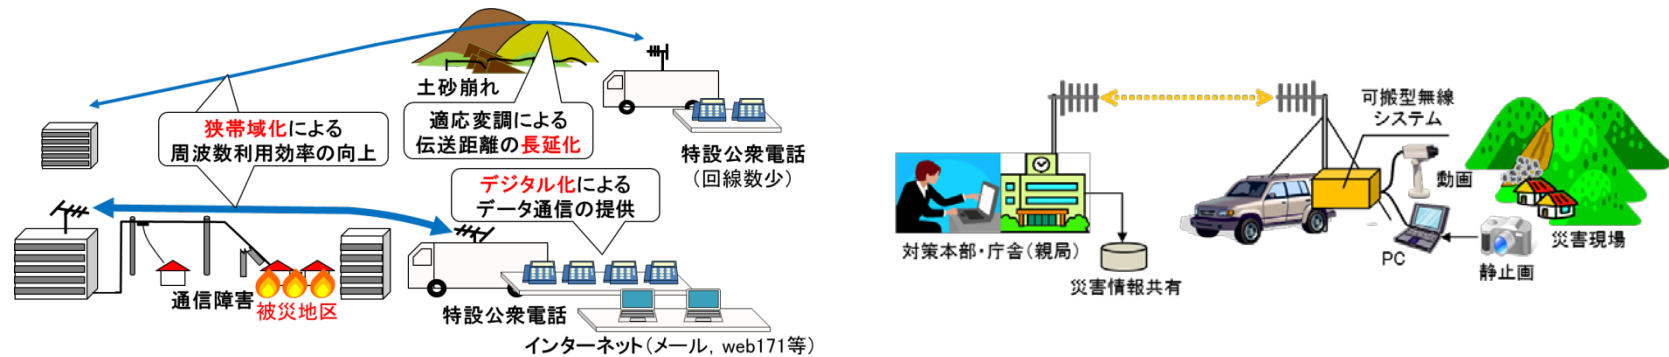 土砂崩れ
狭帯域化による
周波数利用効率の向上
適応変調による
伝送距離の長延化
特設公衆電話
（回線数少）
デジタル化による
データ通信の提供
通信障害
被災地区
特設公衆電話
インターネット（メール，web171等）
可搬型無線
システム
動画
対策本部・庁舎（親局）
災害情報共有
PC
静止画
災害現場